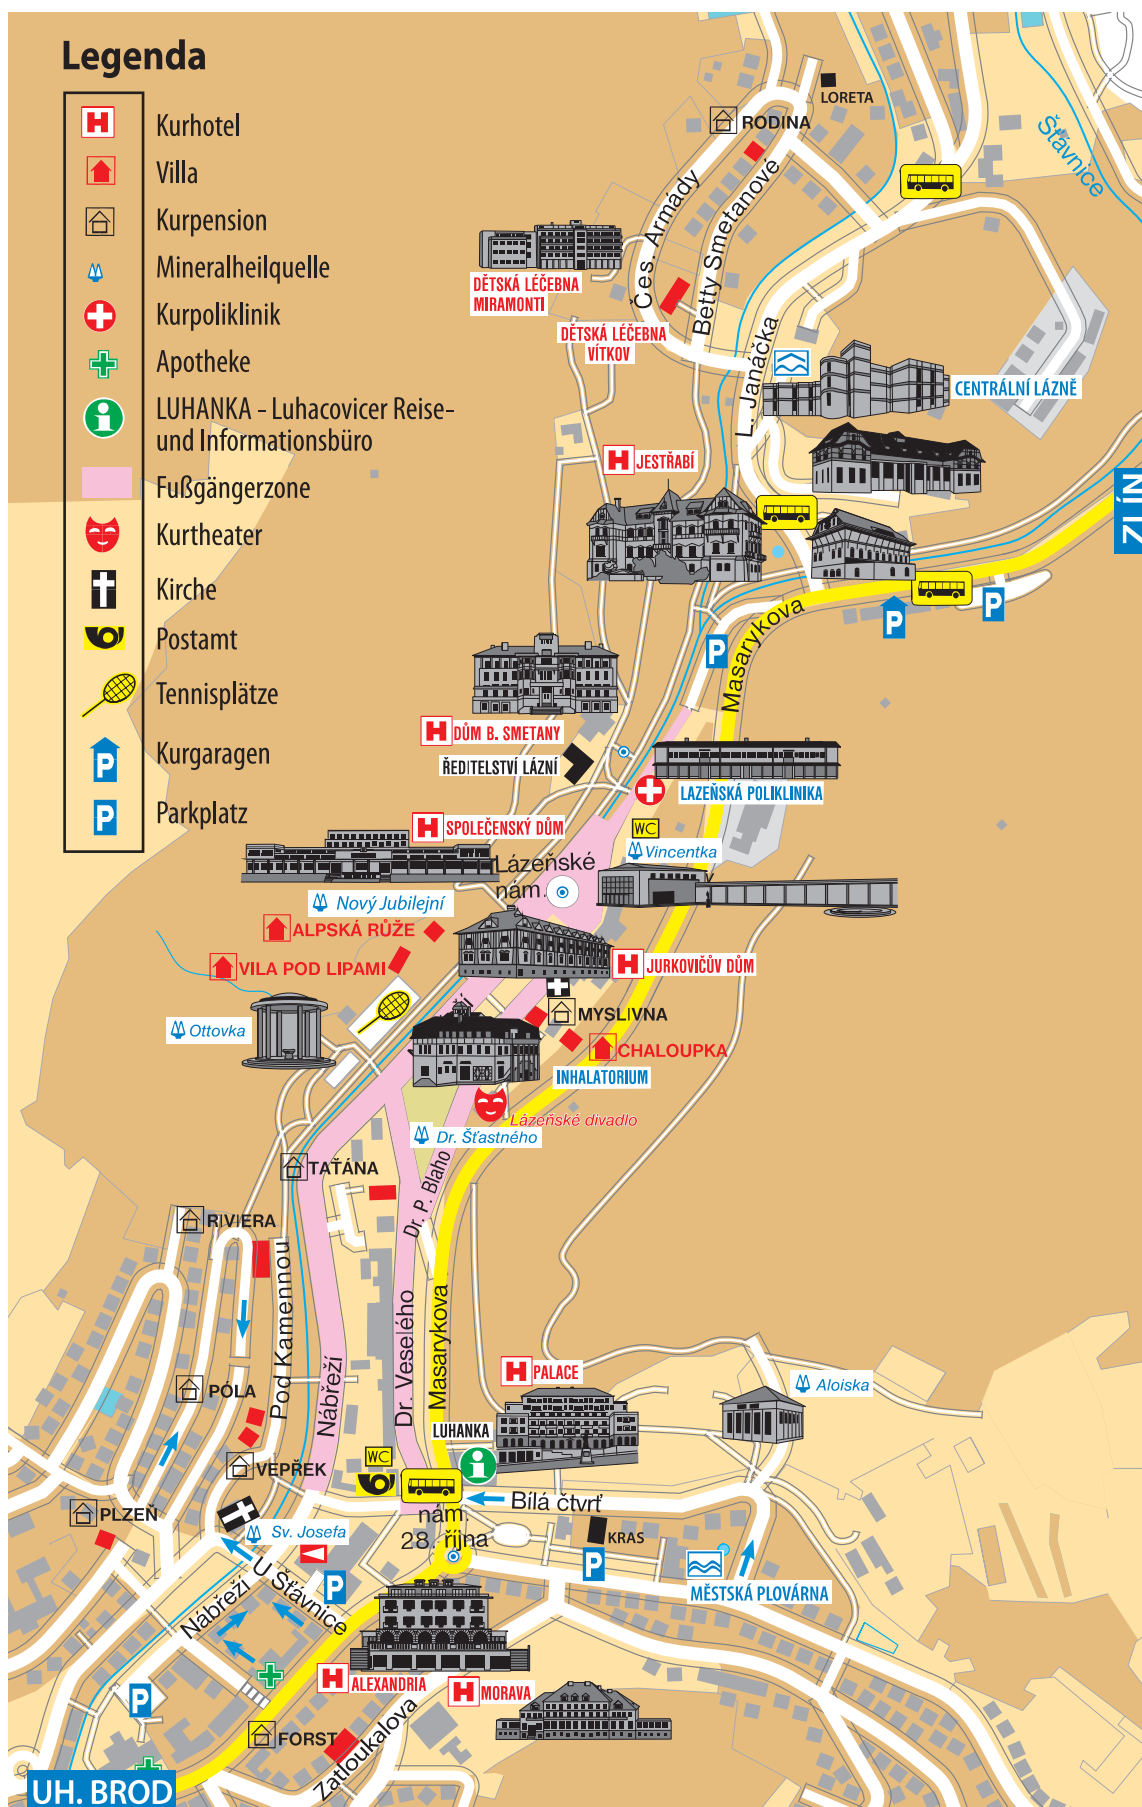 Legenda
Kurhotel
Villa
Kurpension
Mineralheilquelle
Kurpoliklinik
Apotheke
LUHANKA - Luhacovicer Reise-
und Informationsbüro
Fußgängerzone
Kurtheater
Kirche
Postamt
Tennisplätze
Kurgaragen
Parkplatz
H
i
P
P
LORETA
RODINA
Šťávnice
Čes. Armády
Betty Smetanové
DĚTSKÁ LÉČEBNA
MIRAMONTI
DĚTSKÁ LÉČEBNA
VÍTKOV
L. Janáčka
CENTRÁLNÍ LÁZNĚ
H JESTŘABÍ
ZLÍN
P
P
P
Masarykova
H DŮM B. SMETANY
ŘEDITELSTVÍ LÁZNÍ
LAZEŇSKÁ POLIKLINIKA
H SPOLEČENSKÝ DŮM
WC
Vincentka
Lázeňské
nám.
Nový Jubilejní
ALPSKÁ RŮŽE
VILA POD LIPAMI
H JURKOVIČŮV DŮM
MYSLIVNA
Ottovka
CHALOUPKA
INHALATORIUM
Lázeňské divadlo
Dr. Šťastného
TAŤÁNA
Dr. P. Blaho
RIVIERA
Pod Kamennou
Nábřeží
Dr. Veselého
Masarykova
H PALACE
PÓLA
Aloiska
LUHANKA
WC
i
VEPŘEK
Bílá čtvrť
PLZEŇ
nám.
28. října
KRAS
Sv. Josefa
P
P
U Šťávnice
MĚSTSKÁ PLOVÁRNA
Nábřeží
H ALEXANDRIA
H MORAVA
P
FORST
Zatloukalova
UH. BROD